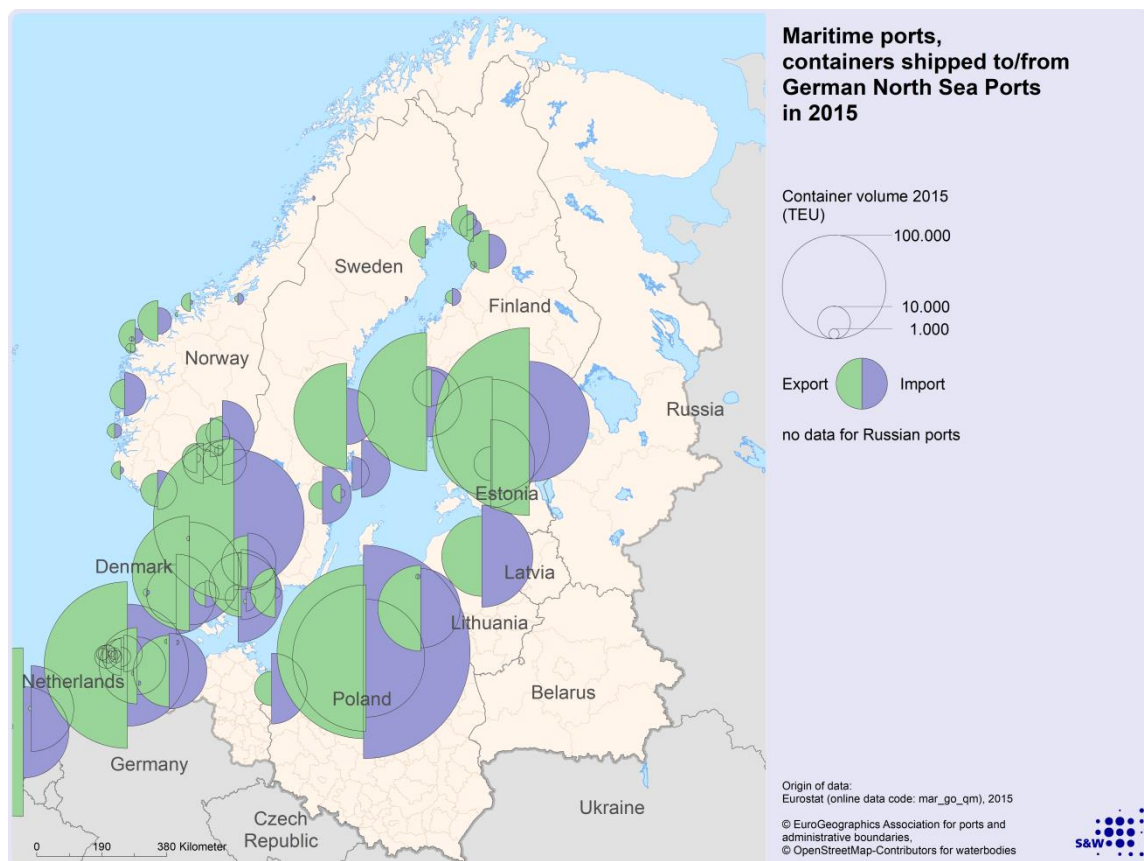 Maritime ports,
containers shipped to/from
German North Sea Ports
in 2015
Container volume 2015
(TEU)
100.000
10.000
1.000
Export
Import
no data for Russian ports
Sweden
Finland
Norway
Russia
Estonia
Denmark
Latvia
Lithuania
Netherlands
Poland
Belarus
Germany
Ukraine
Czech
Republic
0 190 380 Kilometer
Origin of data:
Eurostat (online data code: mar_go_qm), 2015
© EuroGeographics Association for ports and
administrative boundaries,
© OpenStreetMap-Contributors for waterbodies
S&W